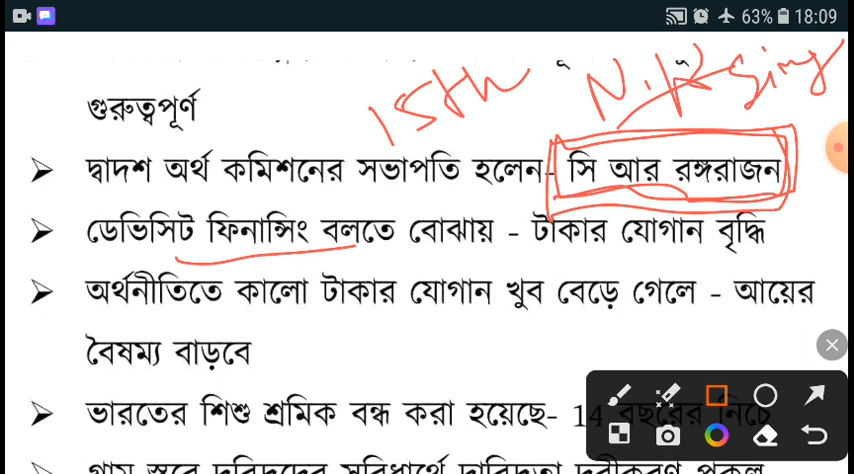 63% 18:09
গুরুত্বপূর্ণ
15th N.K Sing
➤ দ্বাদশ অর্থ কমিশনের সভাপতি হলেন- সি আর রঙ্গরাজন
➤ ডেভিসিট ফিনান্সিং বলতে বোঝায় - টাকার যোগান বৃদ্ধি
➤ অর্থনীতিতে কালো টাকার যোগান খুব বেড়ে গেলে - আয়ের
বৈষম্য বাড়বে
➤ ভারতের শিশু শ্রমিক বন্ধ করা হয়েছে- 14 বছরের নিচে